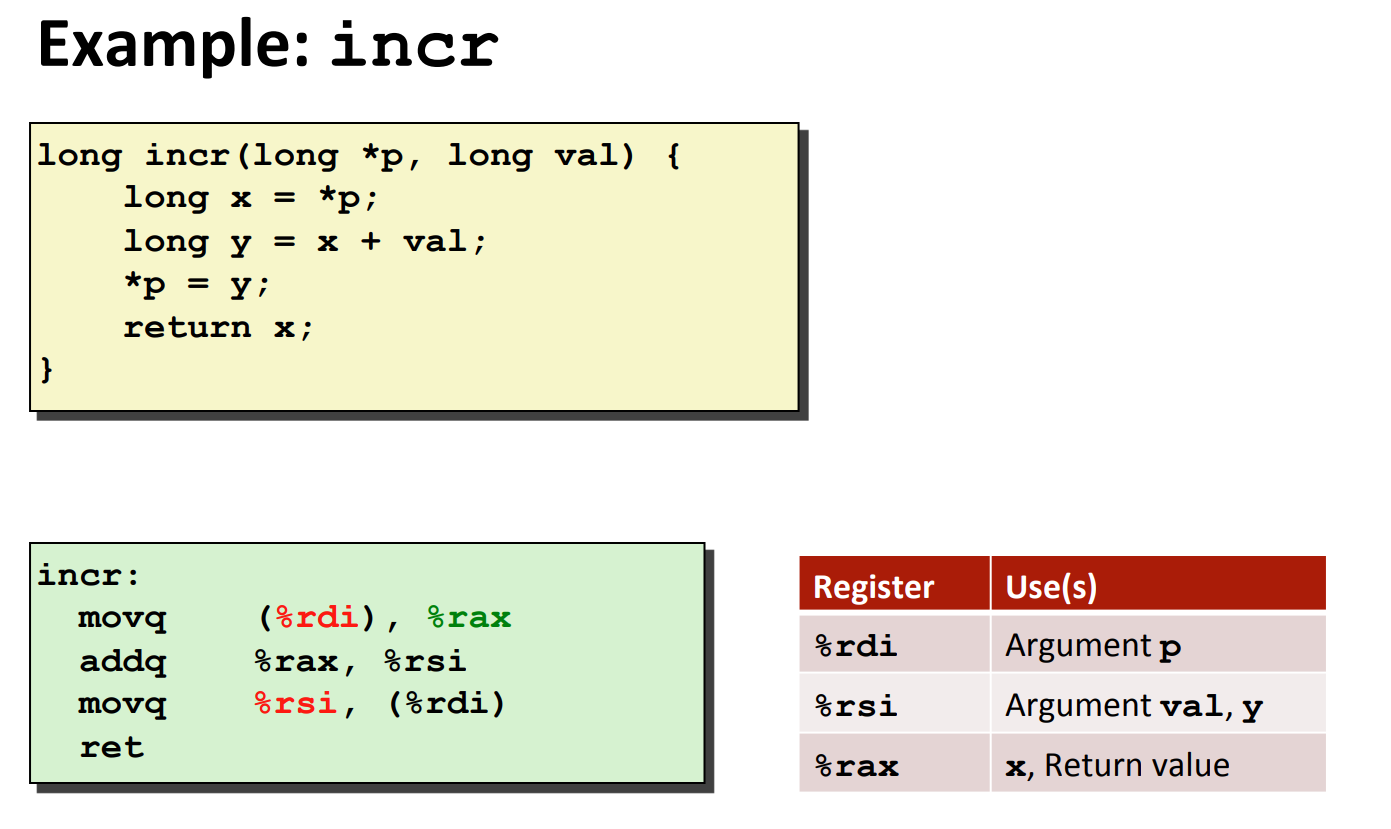 Example: incr
long incr(long *p, long val) {
    long x = *p;
    long y = x + val;
    *p = y;
    return x;
}
incr:
  movq    (%rdi), %rax
  addq    %rax, %rsi
  movq    %rsi, (%rdi)
  ret
Register Use(s)
%rdi Argument p
%rsi Argument val, y
%rax x, Return value